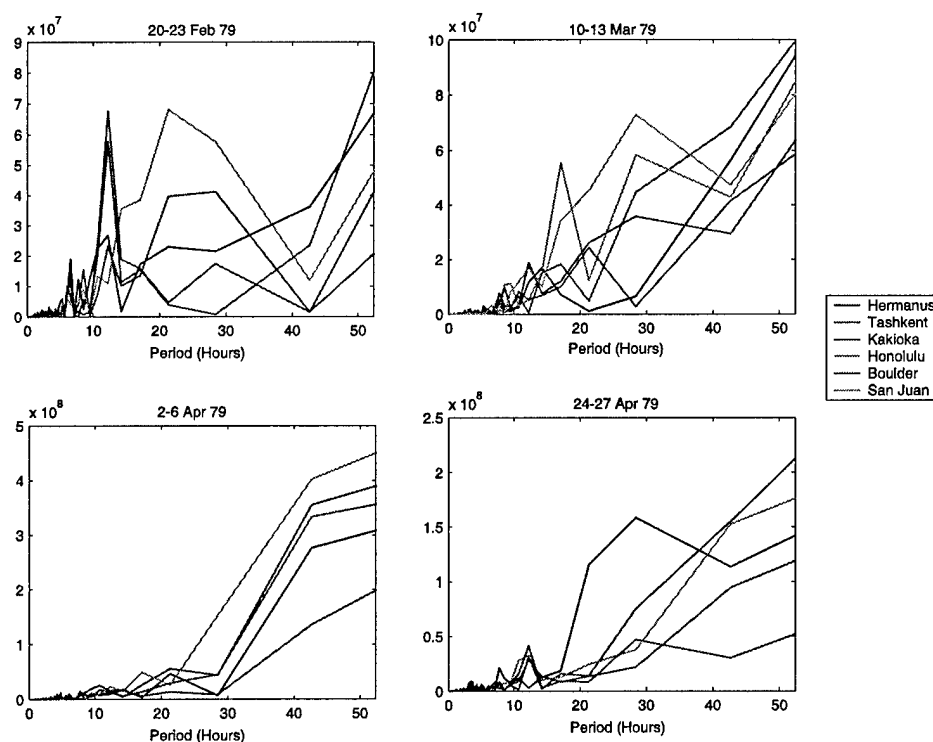 x 10^7
20-23 Feb 79
9
8
7
6
5
4
3
2
1
0
0 10 20 30 40 50
Period (Hours)
x 10^7
10-13 Mar 79
10
8
6
4
2
0
0 10 20 30 40 50
Period (Hours)
Hermanus
Tashkent
Kakioka
Honolulu
Boulder
San Juan
x 10^8
2-6 Apr 79
5
4
3
2
1
0
0 10 20 30 40 50
Period (Hours)
x 10^8
24-27 Apr 79
2.5
2
1.5
1
0.5
0
0 10 20 30 40 50
Period (Hours)